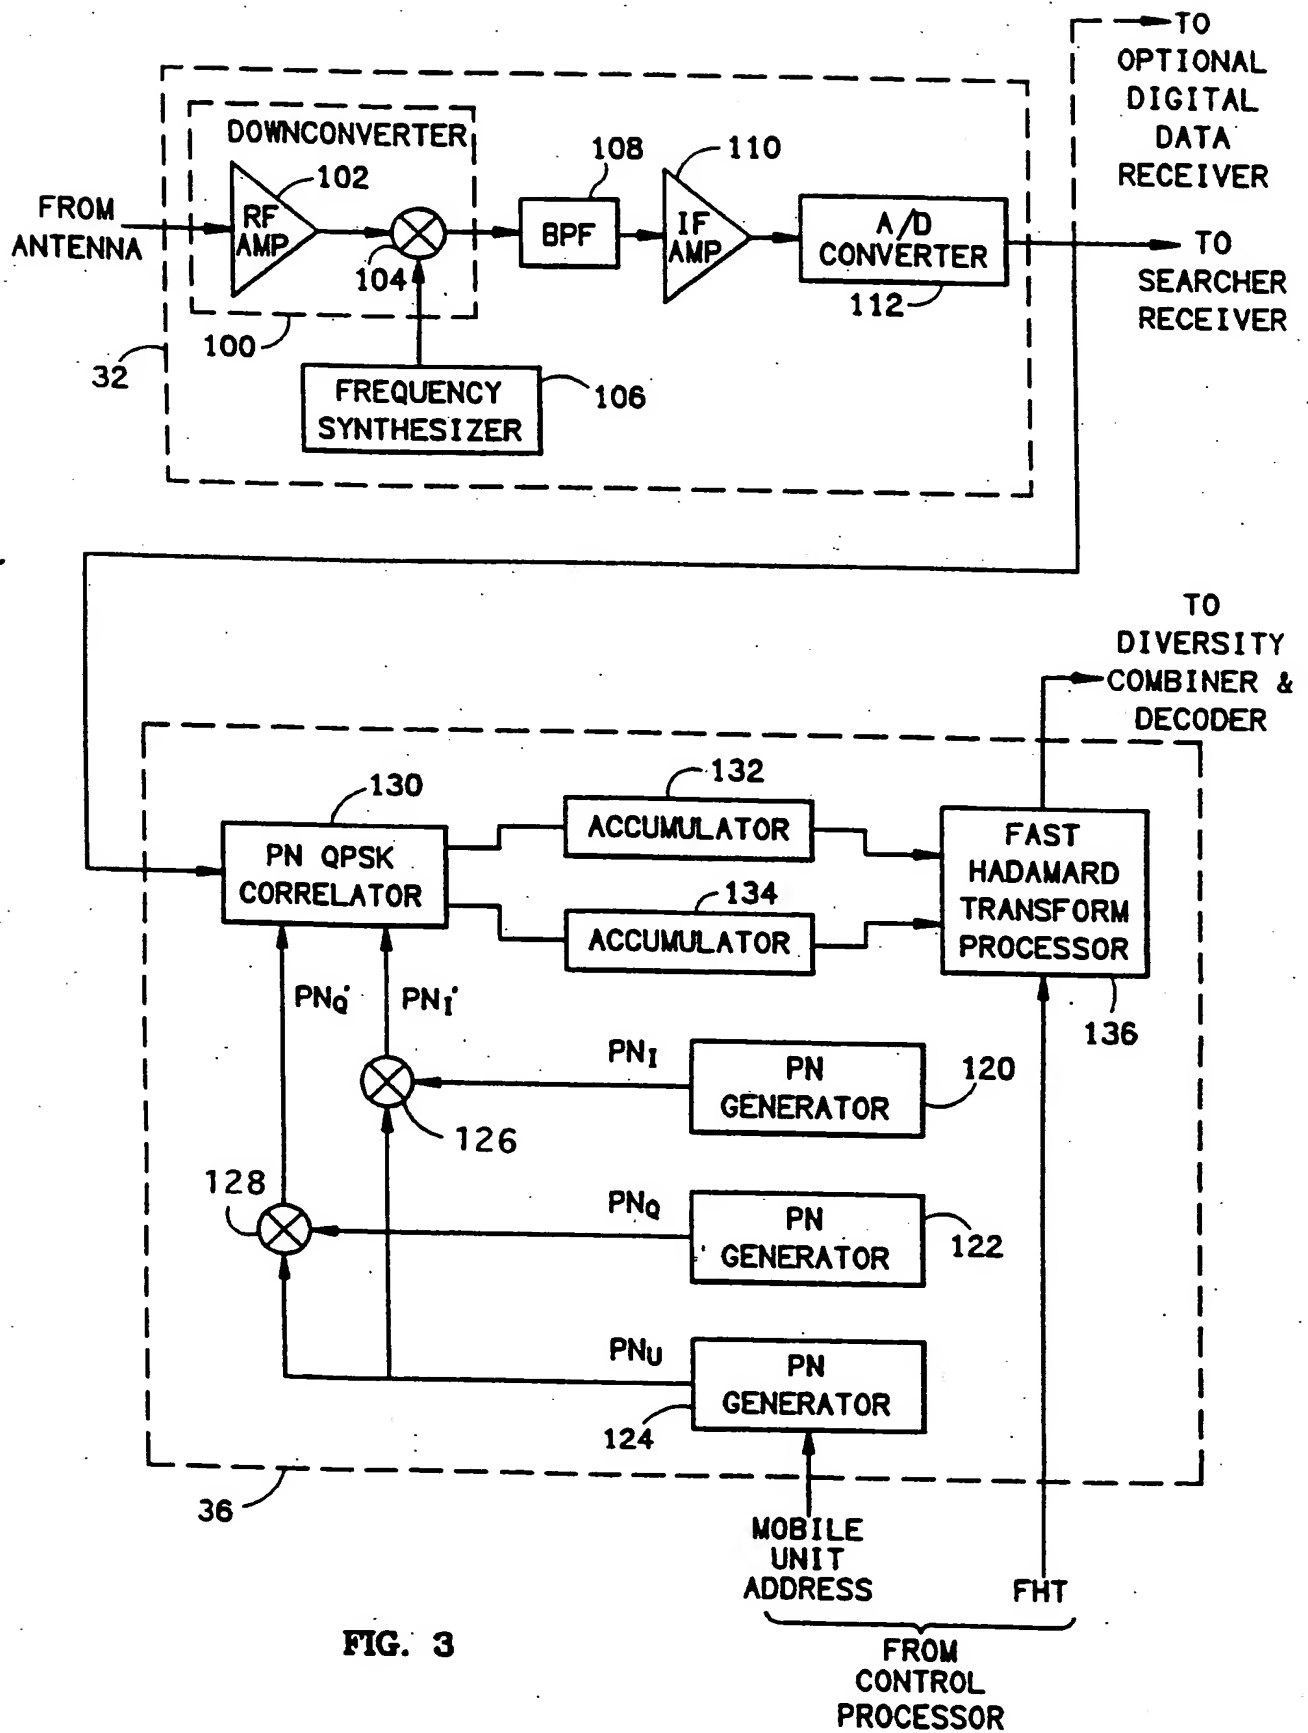 TO
OPTIONAL
DIGITAL
DATA
RECEIVER
DOWNCONVERTER
102
108
110
FROM
ANTENNA
RF
AMP
104
BPF
IF
AMP
A/D
CONVERTER
112
TO
SEARCHER
RECEIVER
100
32
FREQUENCY
SYNTHESIZER
106
TO
DIVERSITY
COMBINER &
DECODER
130
132
PN QPSK
CORRELATOR
ACCUMULATOR
134
ACCUMULATOR
FAST
HADAMARD
TRANSFORM
PROCESSOR
136
PNQ'
PNI'
PNI
PN
GENERATOR
120
126
128
PNQ
PN
GENERATOR
122
PNU
PN
GENERATOR
124
36
MOBILE
UNIT
ADDRESS
FHT
FROM
CONTROL
PROCESSOR
FIG. 3